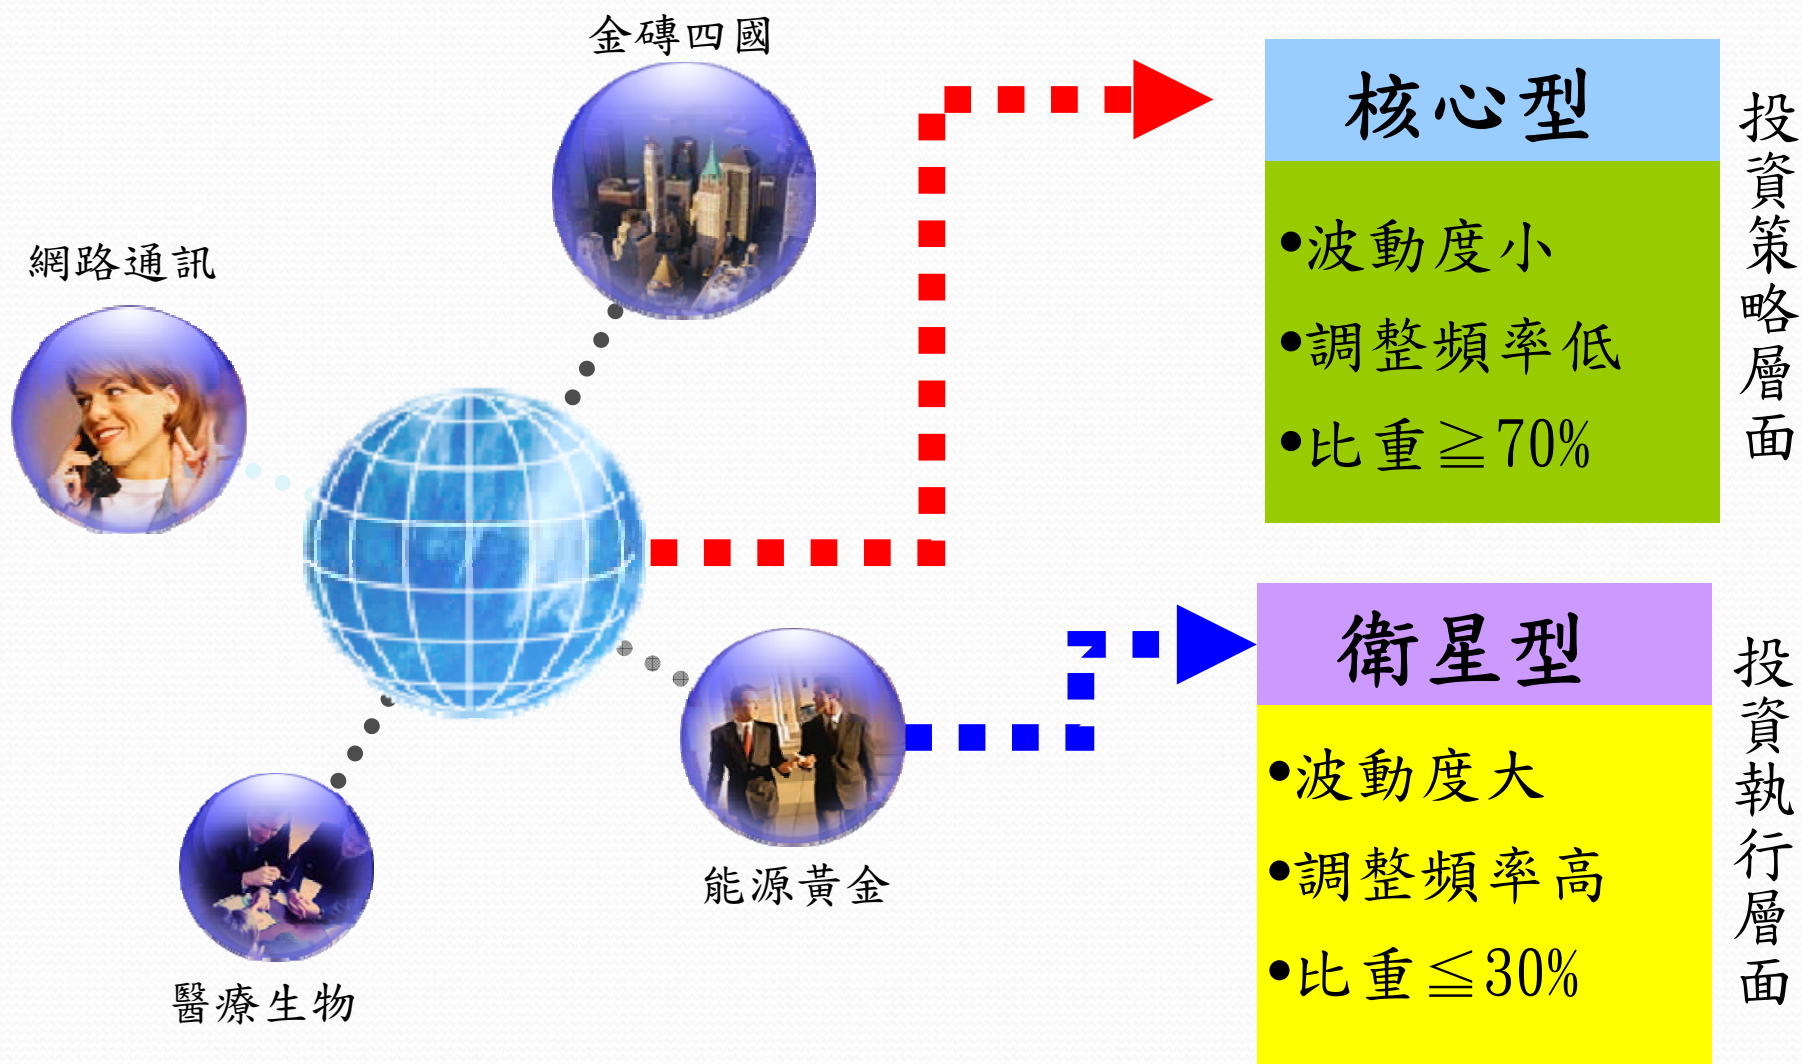 金磚四國
網路通訊
能源黃金
醫療生物
核心型
•波動度小
•調整頻率低
•比重≧70%
投資策略層面
衛星型
•波動度大
•調整頻率高
•比重≦30%
投資執行層面